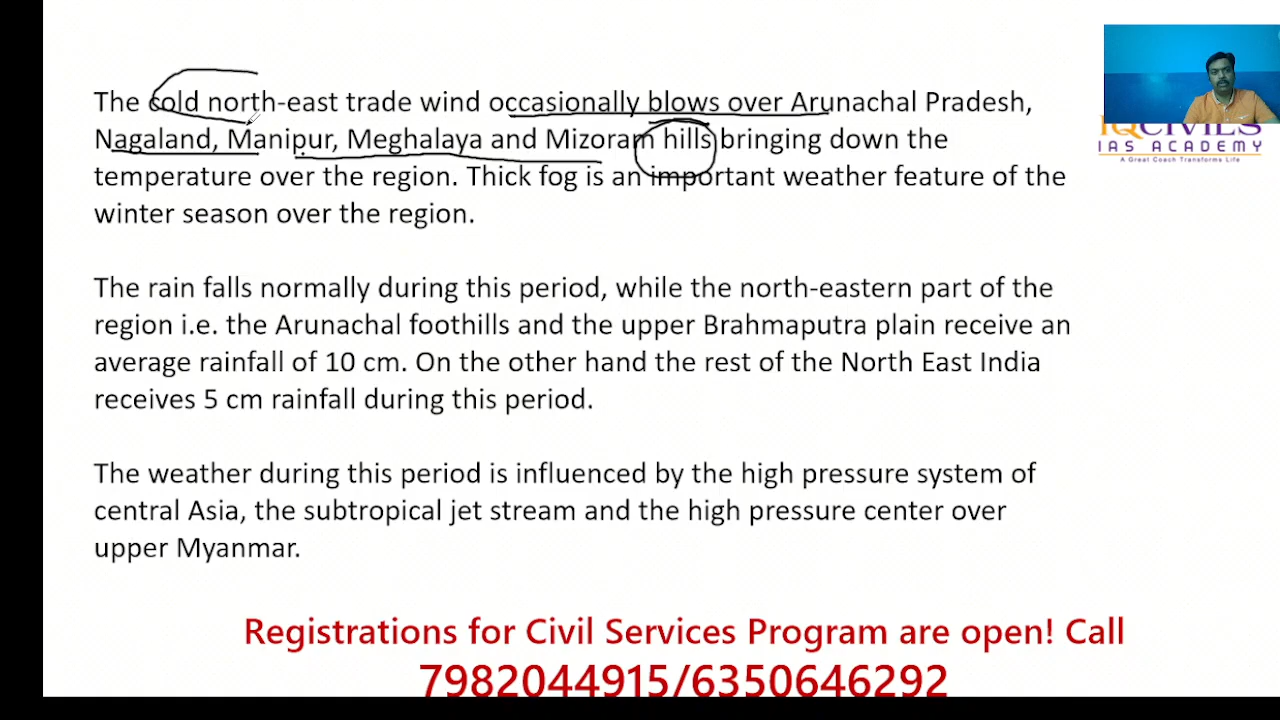 The cold north-east trade wind occasionally blows over Arunachal Pradesh,
Nagaland, Manipur, Meghalaya and Mizoram hills bringing down the
temperature over the region. Thick fog is an important weather feature of the
winter season over the region.
The rain falls normally during this period, while the north-eastern part of the
region i.e. the Arunachal foothills and the upper Brahmaputra plain receive an
average rainfall of 10 cm. On the other hand the rest of the North East India
receives 5 cm rainfall during this period.
The weather during this period is influenced by the high pressure system of
central Asia, the subtropical jet stream and the high pressure center over
upper Myanmar.
IAS ACADEMY
A Great Coach Transforms Life
Registrations for Civil Services Program are open! Call
7982044915/6350646292